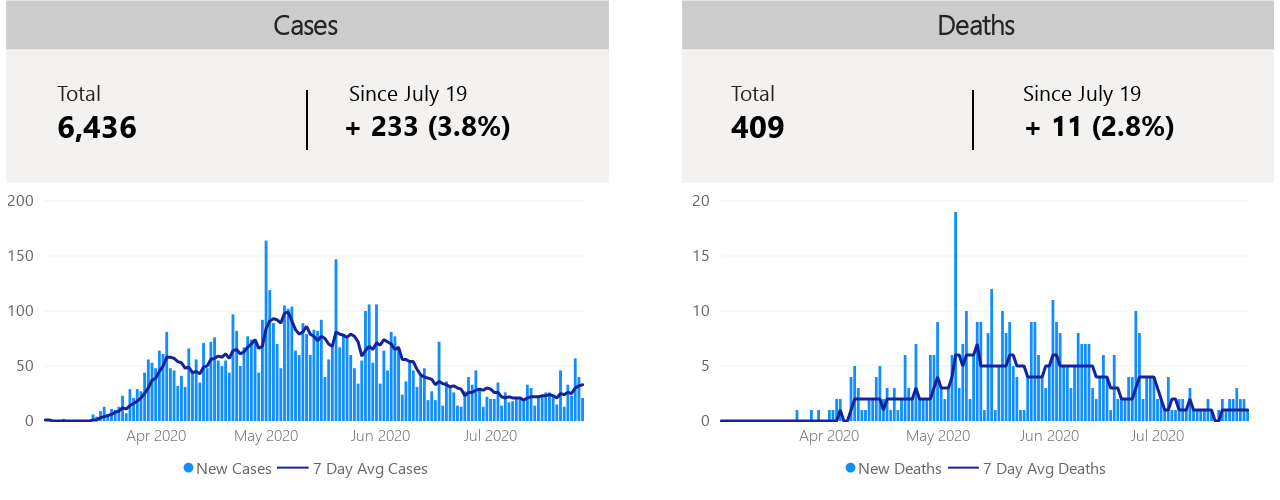 Cases
Total
6,436
Since July 19
+ 233 (3.8%)
200
150
100
50
0
Apr 2020 May 2020 Jun 2020 Jul 2020
New Cases 7 Day Avg Cases
Deaths
Total
409
Since July 19
+ 11 (2.8%)
20
15
10
5
0
Apr 2020 May 2020 Jun 2020 Jul 2020
New Deaths 7 Day Avg Deaths